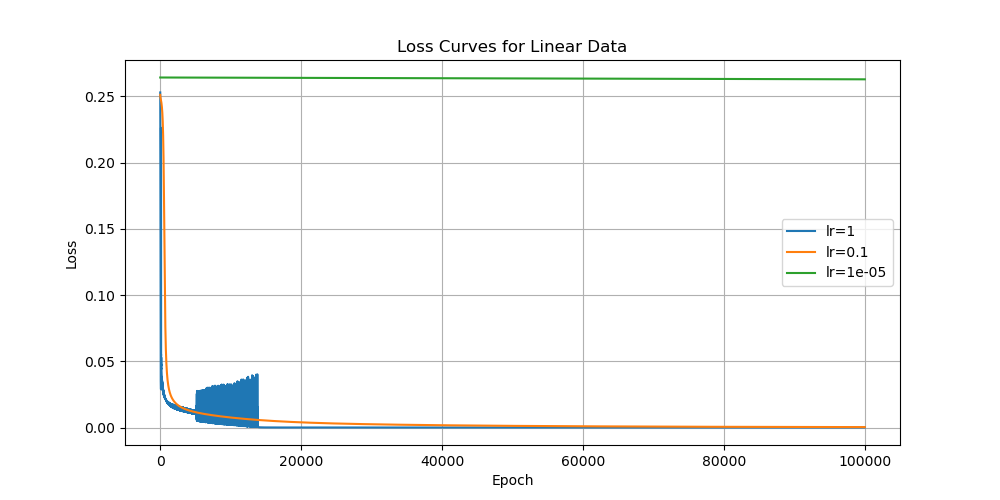 Loss Curves for Linear Data
Loss
0.25
0.20
0.15
0.10
0.05
0.00
lr=1
lr=0.1
lr=1e-05
0 20000 40000 60000 80000 100000
Epoch